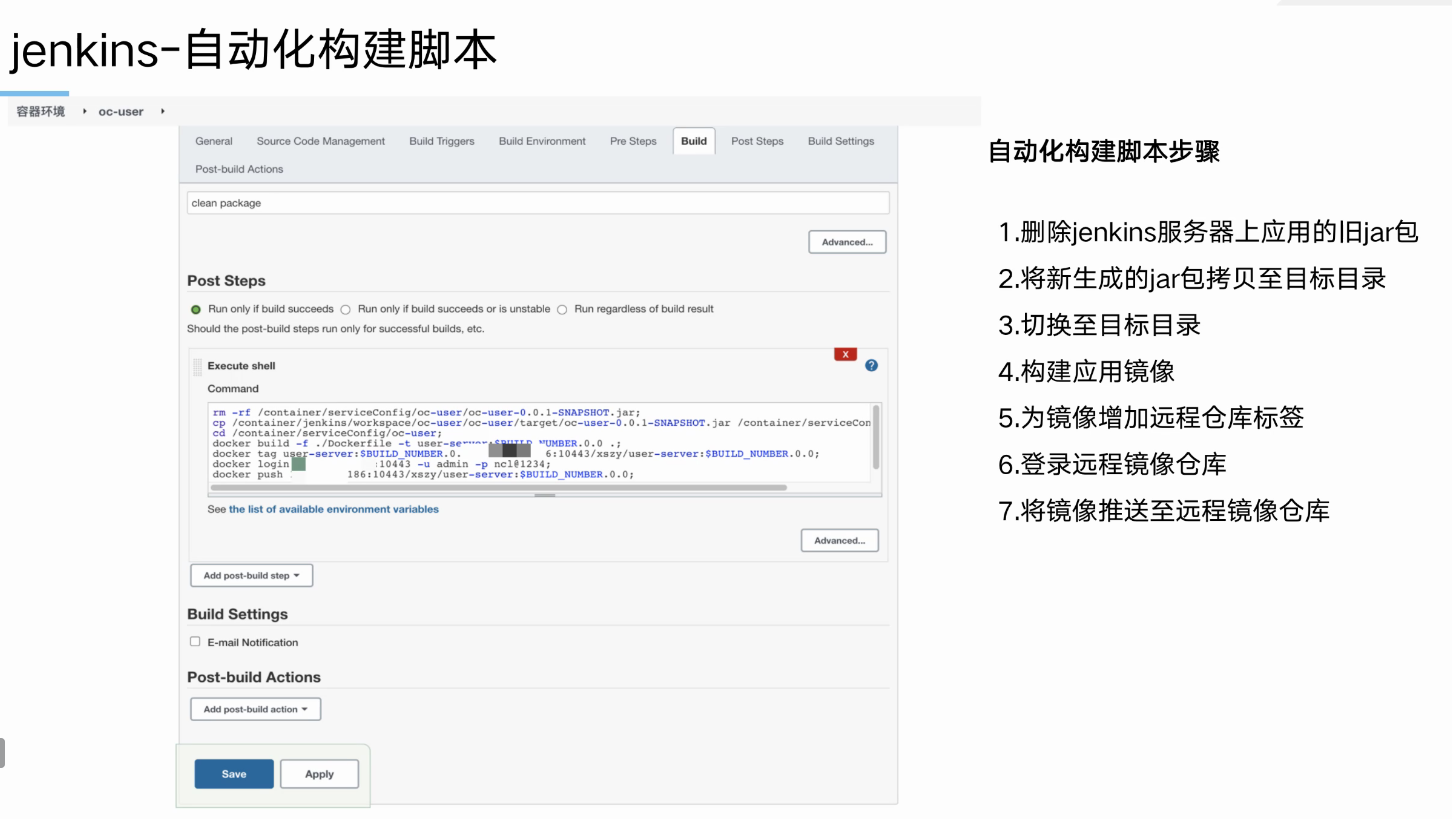 jenkins-自动化构建脚本
容器环境 oc-user
General Source Code Management Build Triggers Build Environment Pre Steps Build Post Steps Build Settings
Post-build Actions
clean package
Advanced...
Post Steps
Run only if build succeeds Run only if build succeeds or is unstable Run regardless of build result
Should the post-build steps run only for successful builds, etc.
X
Execute shell ?
Command
rm -rf /container/serviceConfig/oc-user/oc-user-0.0.1-SNAPSHOT.jar;
cp /container/jenkins/workspace/oc-user/oc-user/target/oc-user-0.0.1-SNAPSHOT.jar /container/serviceCon
cd /container/serviceConfig/oc-user;
docker build -f ./Dockerfile -t user-server:$BUILD_NUMBER.0.0 .;
docker tag user-server:$BUILD_NUMBER.0. 6:10443/xszy/user-server:$BUILD_NUMBER.0.0;
docker login :10443 -u admin -p ncl@1234;
docker push 186:10443/xszy/user-server:$BUILD_NUMBER.0.0;
See the list of available environment variables
Advanced...
Add post-build step
Build Settings
E-mail Notification
Post-build Actions
Add post-build action
Save Apply
自动化构建脚本步骤
1.删除jenkins服务器上应用的旧jar包
2.将新生成的jar包拷贝至目标目录
3.切换至目标目录
4.构建应用镜像
5.为镜像增加远程仓库标签
6.登录远程镜像仓库
7.将镜像推送至远程镜像仓库